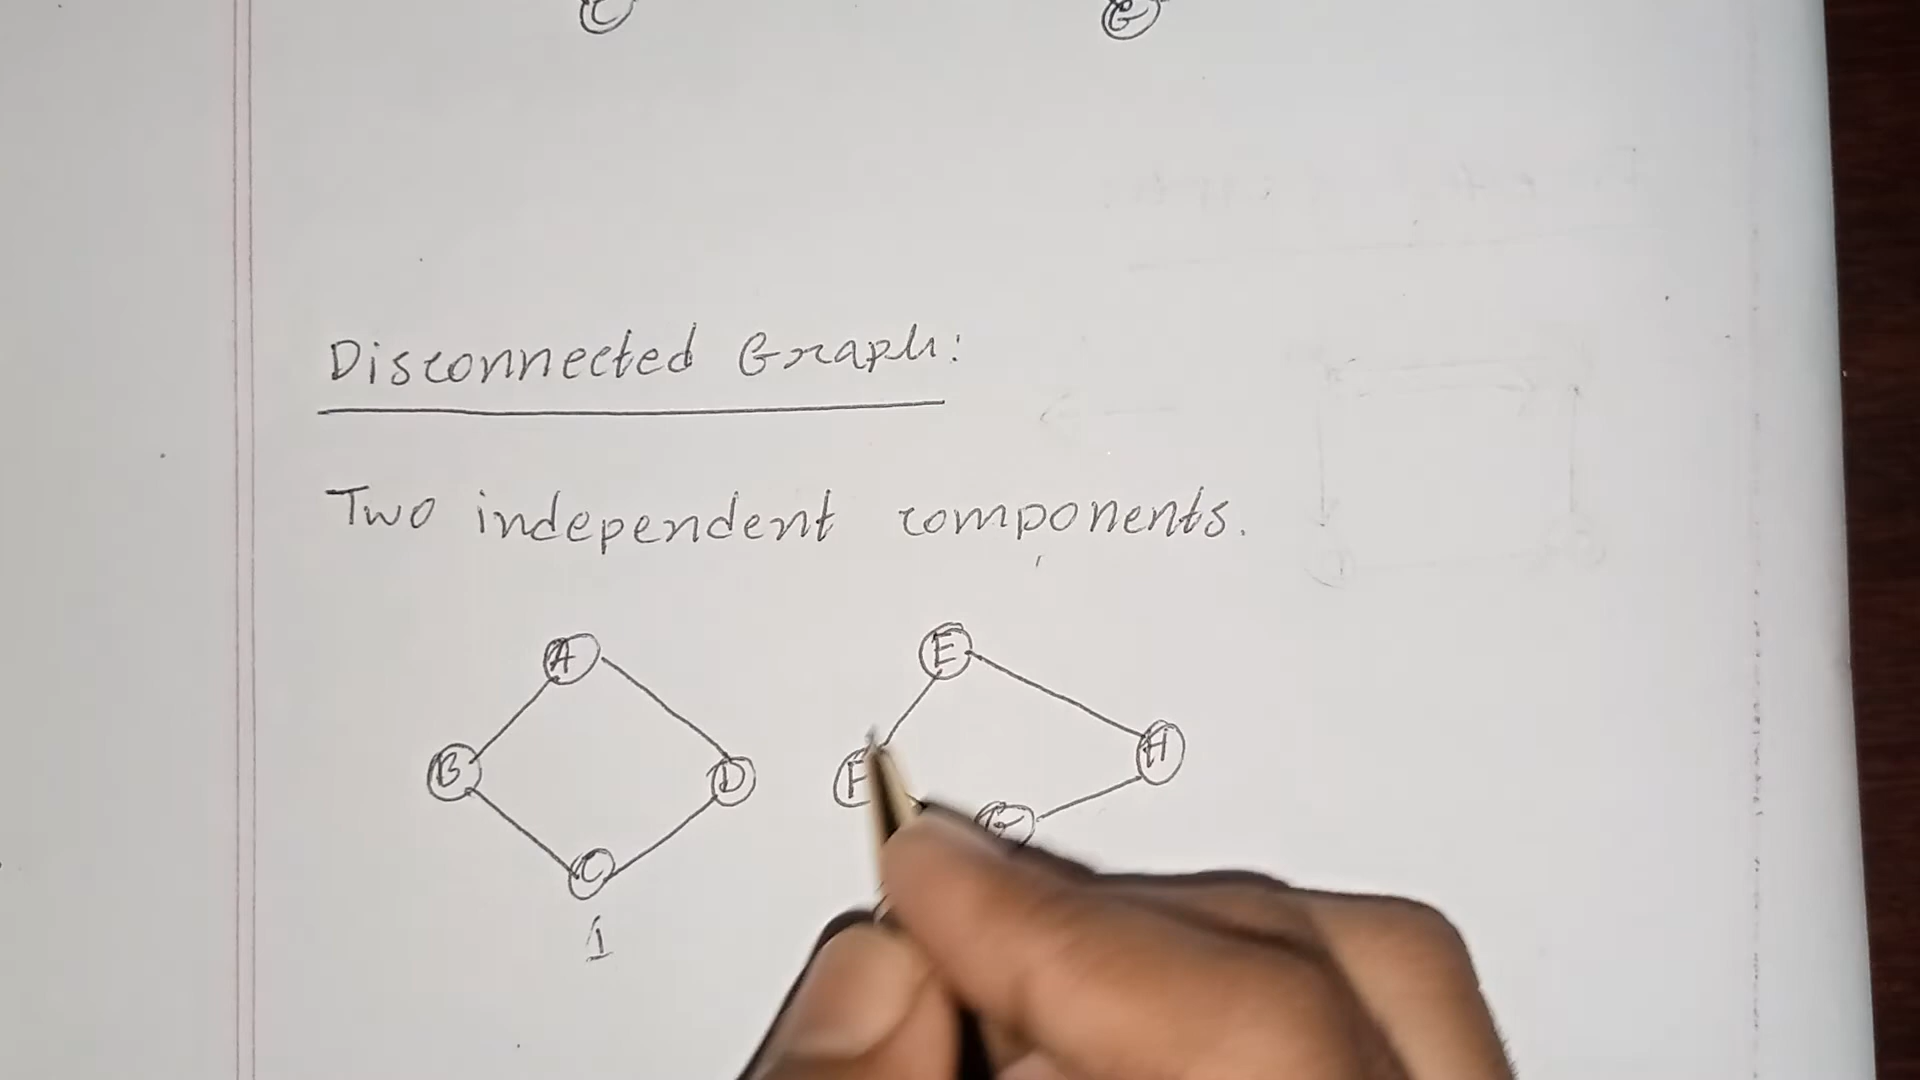 C G
Disconnected Graph:
Two independent components.
A E
B D F H
C G
1